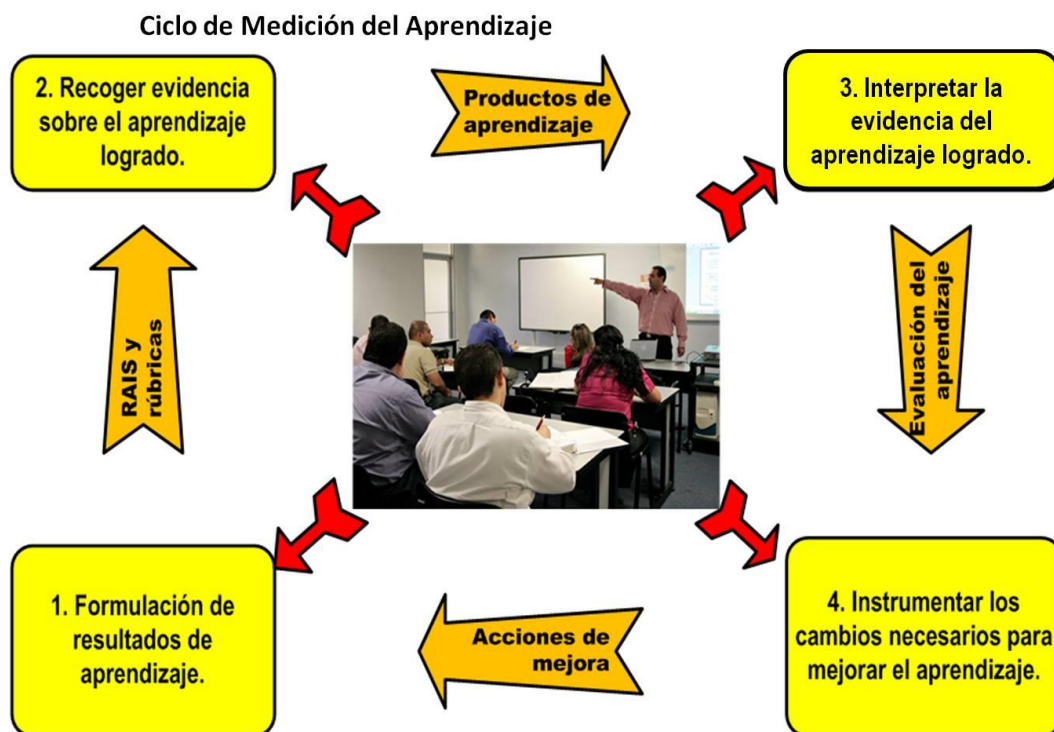 Ciclo de Medición del Aprendizaje
2. Recoger evidencia
sobre el aprendizaje
logrado.
Productos de
aprendizaje
3. Interpretar la
evidencia del
aprendizaje logrado.
RAIS y
rúbricas
Evaluación del
aprendizaje
1. Formulación de
resultados de
aprendizaje.
Acciones de
mejora
4. Instrumentar los
cambios necesarios para
mejorar el aprendizaje.